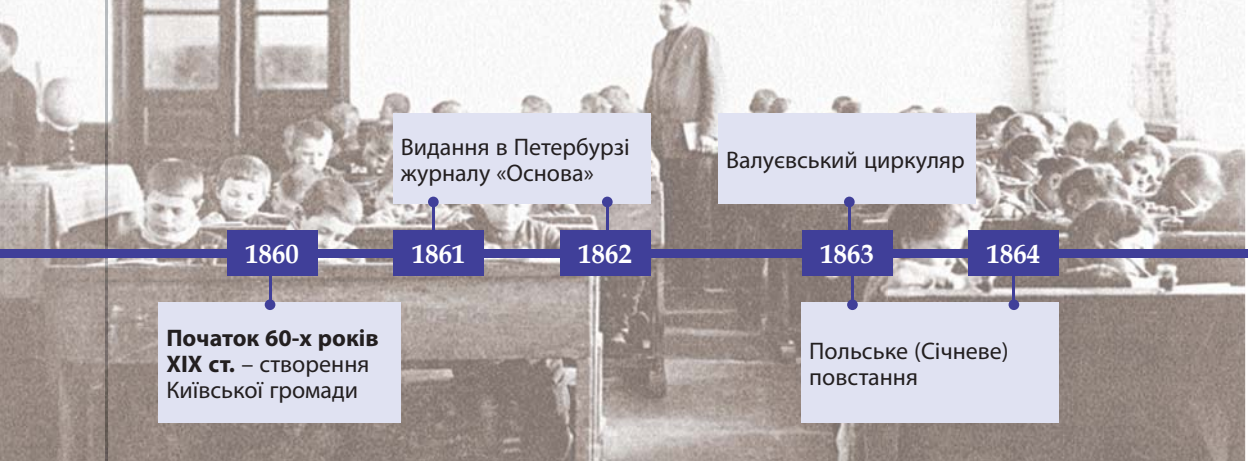 Видання в Петербурзі
журналу «Основа»
Валуєвський циркуляр
1860
1861
1862
1863
1864
Початок 60-х років
XIX ст. – створення
Київської громади
Польське (Січневе)
повстання